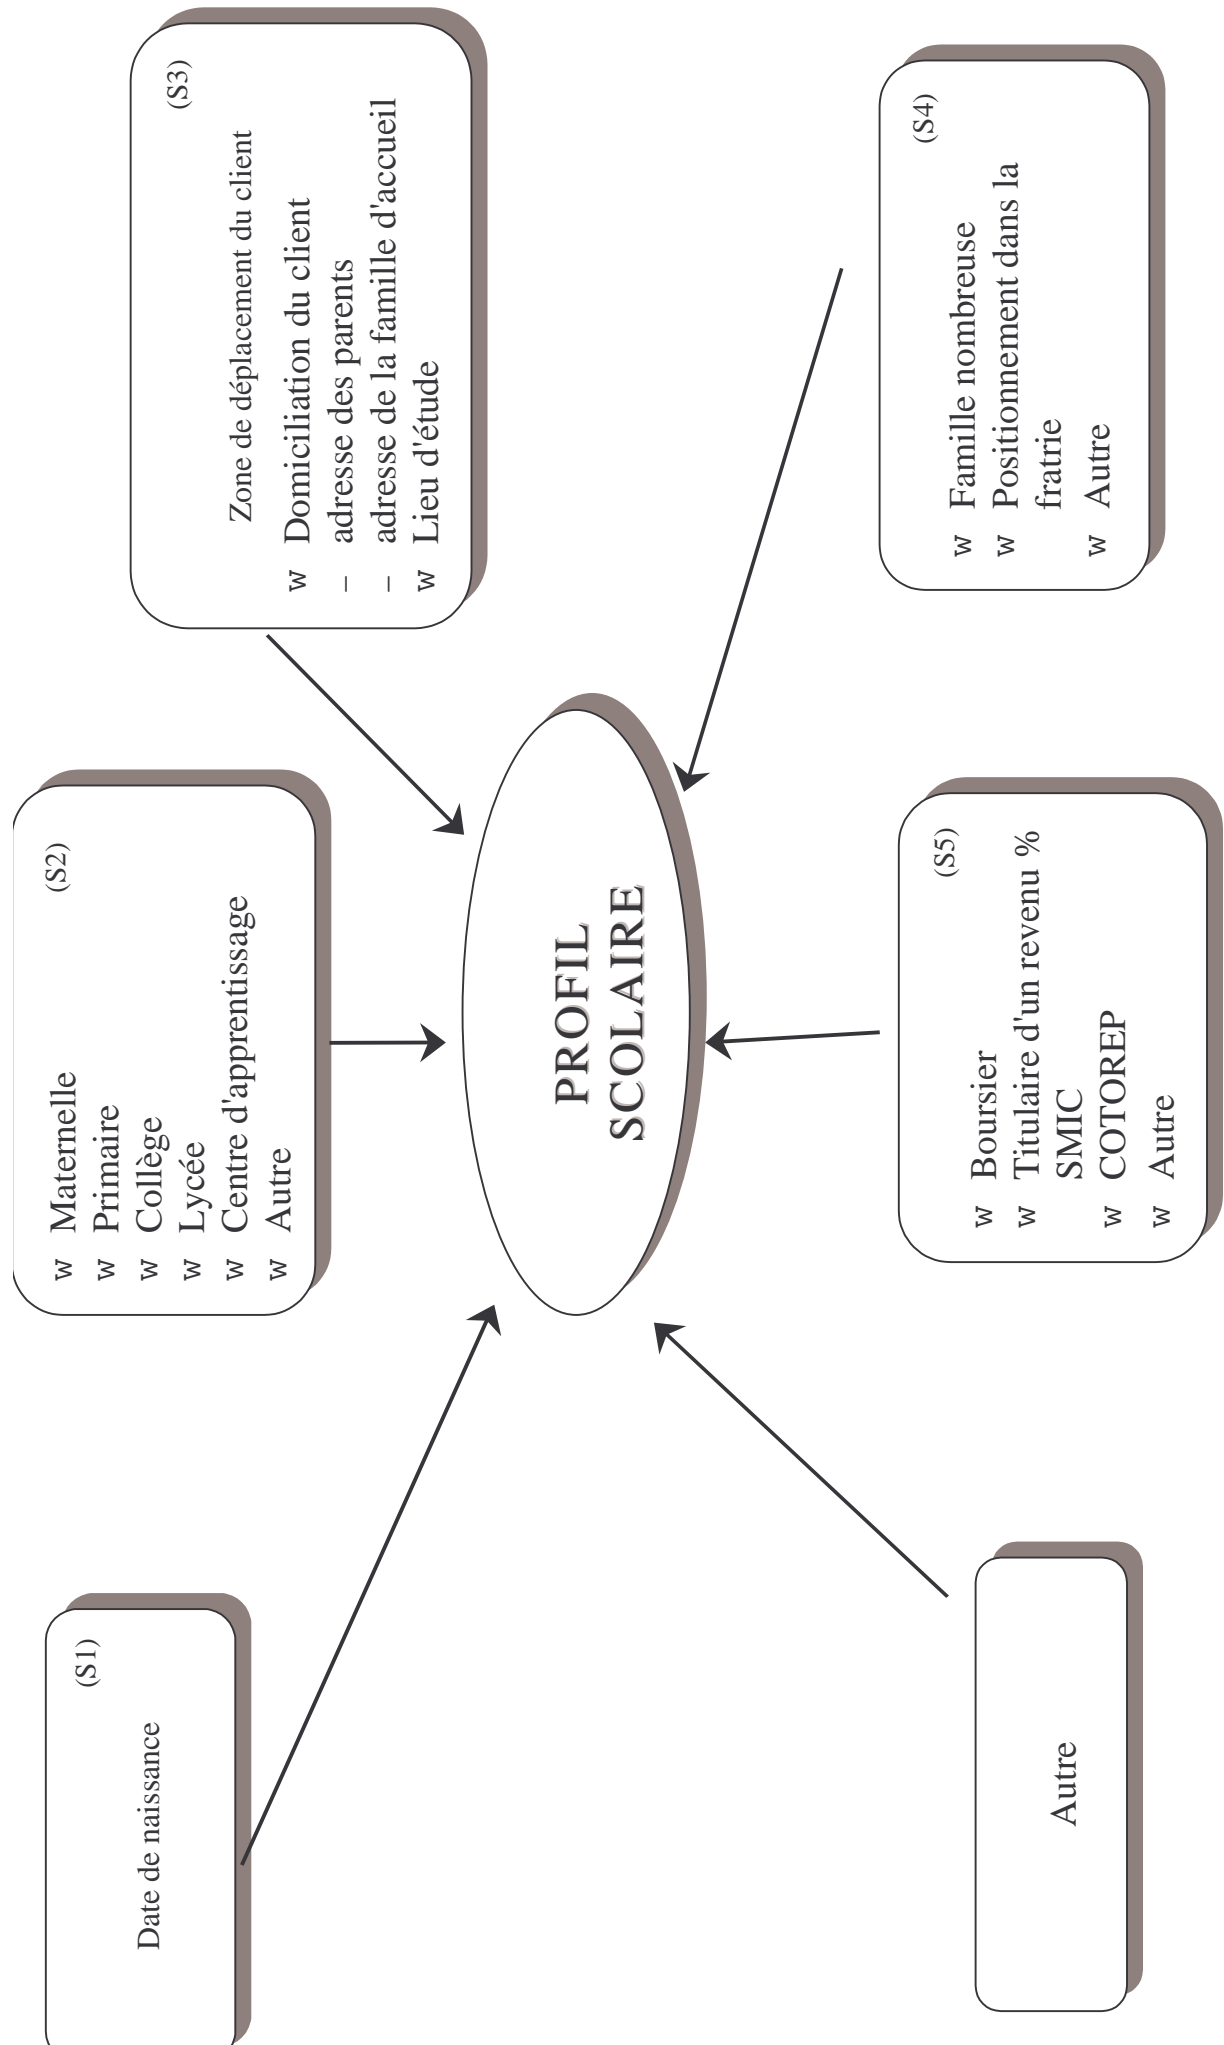 (S1)
Date de naissance
(S2)
w Maternelle
w Primaire
w Collège
w Lycée
w Centre d'apprentissage
w Autre
(S3)
Zone de déplacement du client
w Domiciliation du client
– adresse des parents
– adresse de la famille d'accueil
w Lieu d'étude
PROFIL
SCOLAIRE
Autre
(S5)
w Boursier
w Titulaire d'un revenu %
SMIC
w COTOREP
w Autre
(S4)
w Famille nombreuse
w Positionnement dans la
fratrie
w Autre